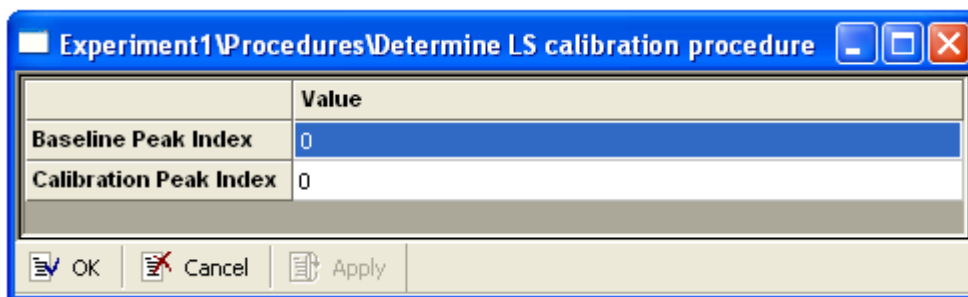 Experiment1\Procedures\Determine LS calibration procedure
Value
Baseline Peak Index 0
Calibration Peak Index 0
OK Cancel Apply